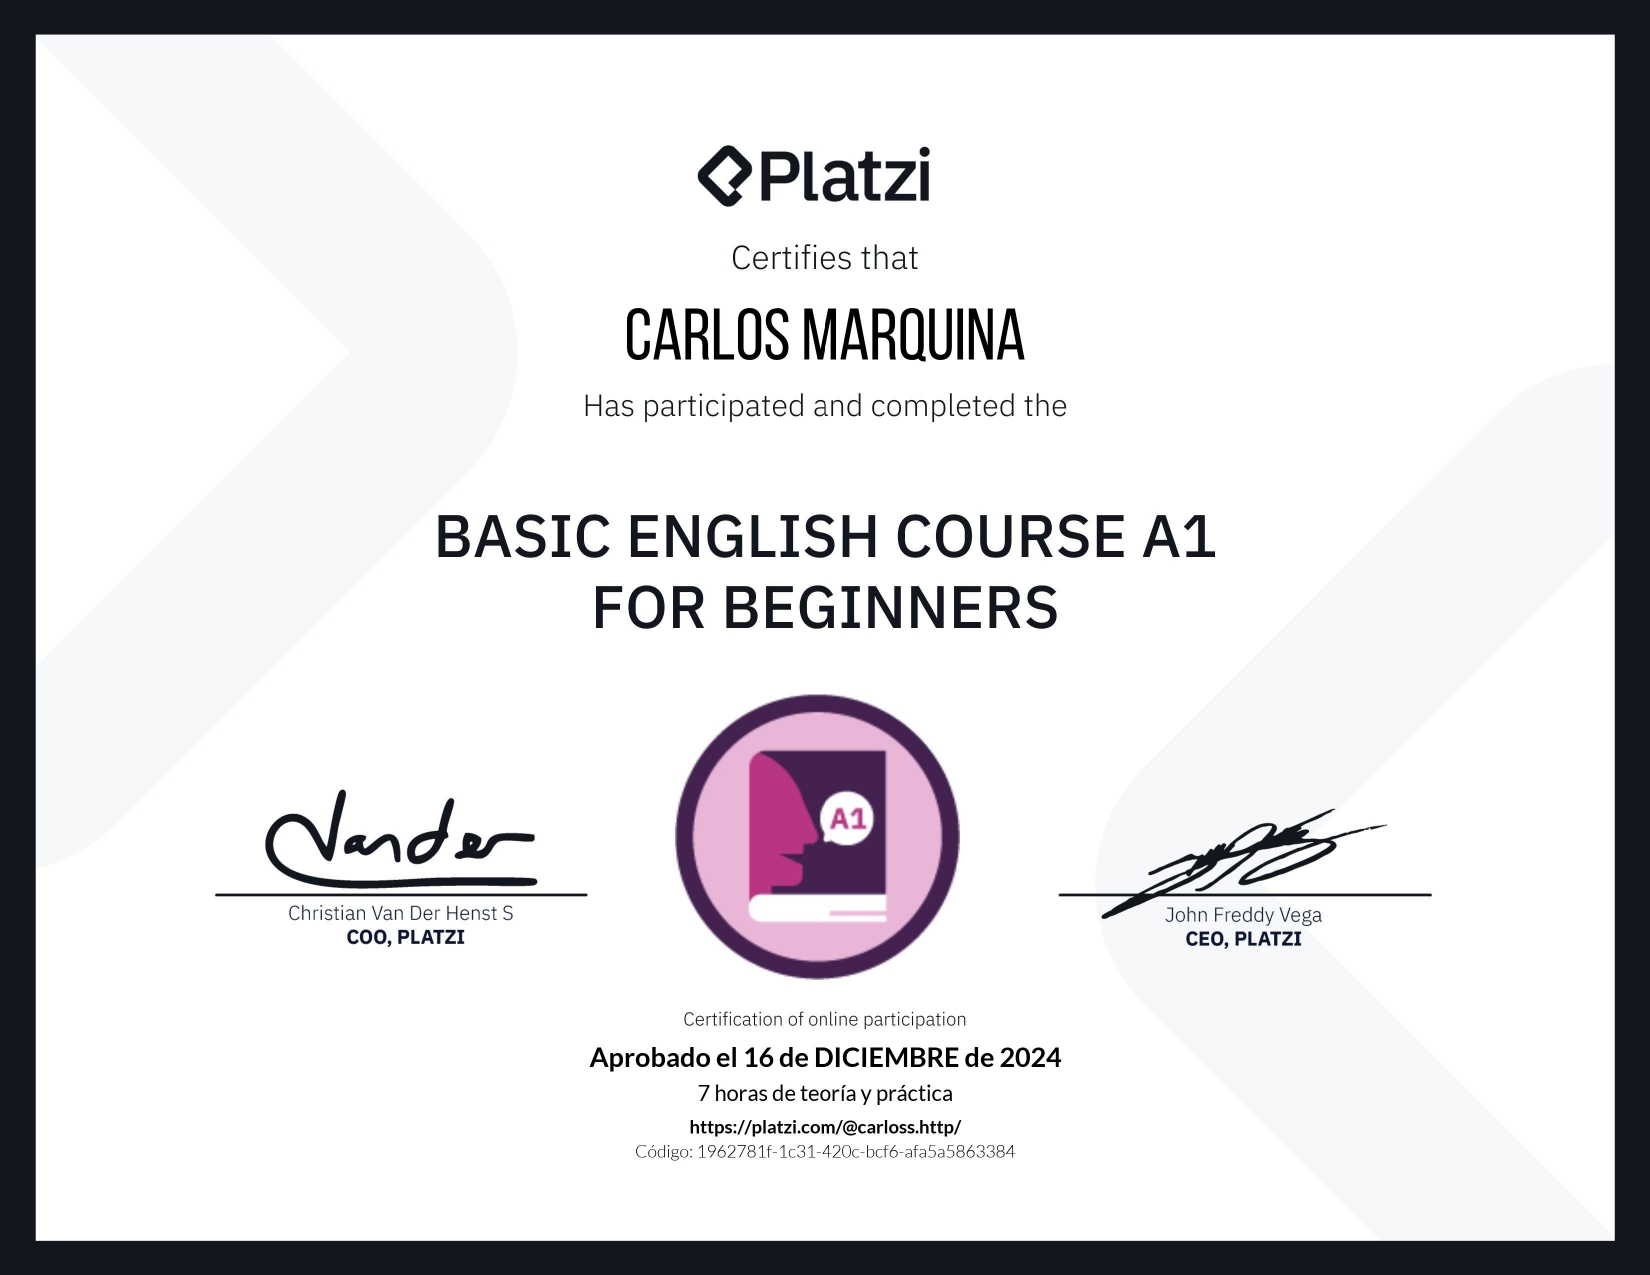 Platzi
Certifies that
CARLOS MARQUINA
Has participated and completed the
BASIC ENGLISH COURSE A1
FOR BEGINNERS
A1
Vander
Christian Van Der Henst S
COO, PLATZI
John Freddy Vega
CEO, PLATZI
Certification of online participation
Aprobado el 16 de DICIEMBRE de 2024
7 horas de teoría y práctica
https://platzi.com/@carloss.http/
Código: 1962781f-1c31-420c-bcf6-afa5a5863384